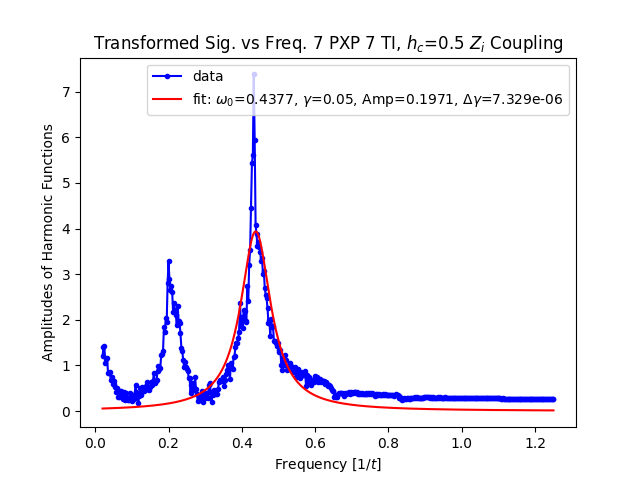 Transformed Sig. vs Freq. 7 PXP 7 TI, $h_c$=0.5 $Z_i$ Coupling
data
fit: $\omega_0$=0.4377, $\gamma$=0.05, Amp=0.1971, $\Delta\gamma$=7.329e-06
Amplitudes of Harmonic Functions
7
6
5
4
3
2
1
0
0.0 0.2 0.4 0.6 0.8 1.0 1.2
Frequency [1/$t$]